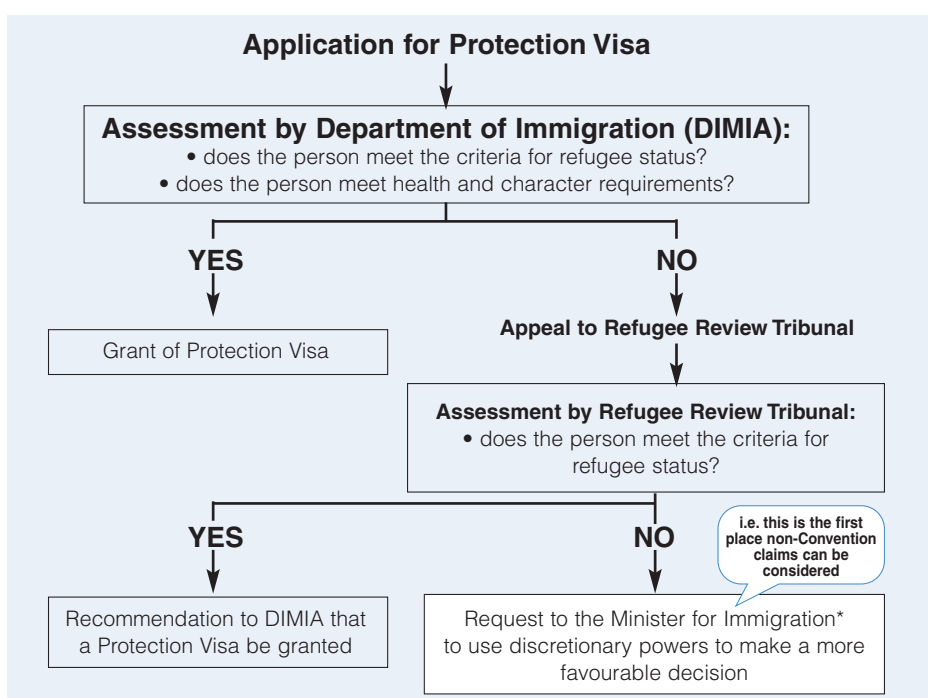 Application for Protection Visa
Assessment by Department of Immigration (DIMIA):
• does the person meet the criteria for refugee status?
• does the person meet health and character requirements?
YES
NO
Grant of Protection Visa
Appeal to Refugee Review Tribunal
Assessment by Refugee Review Tribunal:
• does the person meet the criteria for
refugee status?
YES
NO
i.e. this is the first
place non-Convention
claims can be
considered
Recommendation to DIMIA that
a Protection Visa be granted
Request to the Minister for Immigration*
to use discretionary powers to make a more
favourable decision